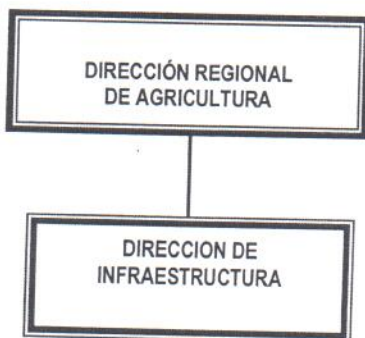 DIRECCIÓN REGIONAL
DE AGRICULTURA
DIRECCION DE
INFRAESTRUCTURA